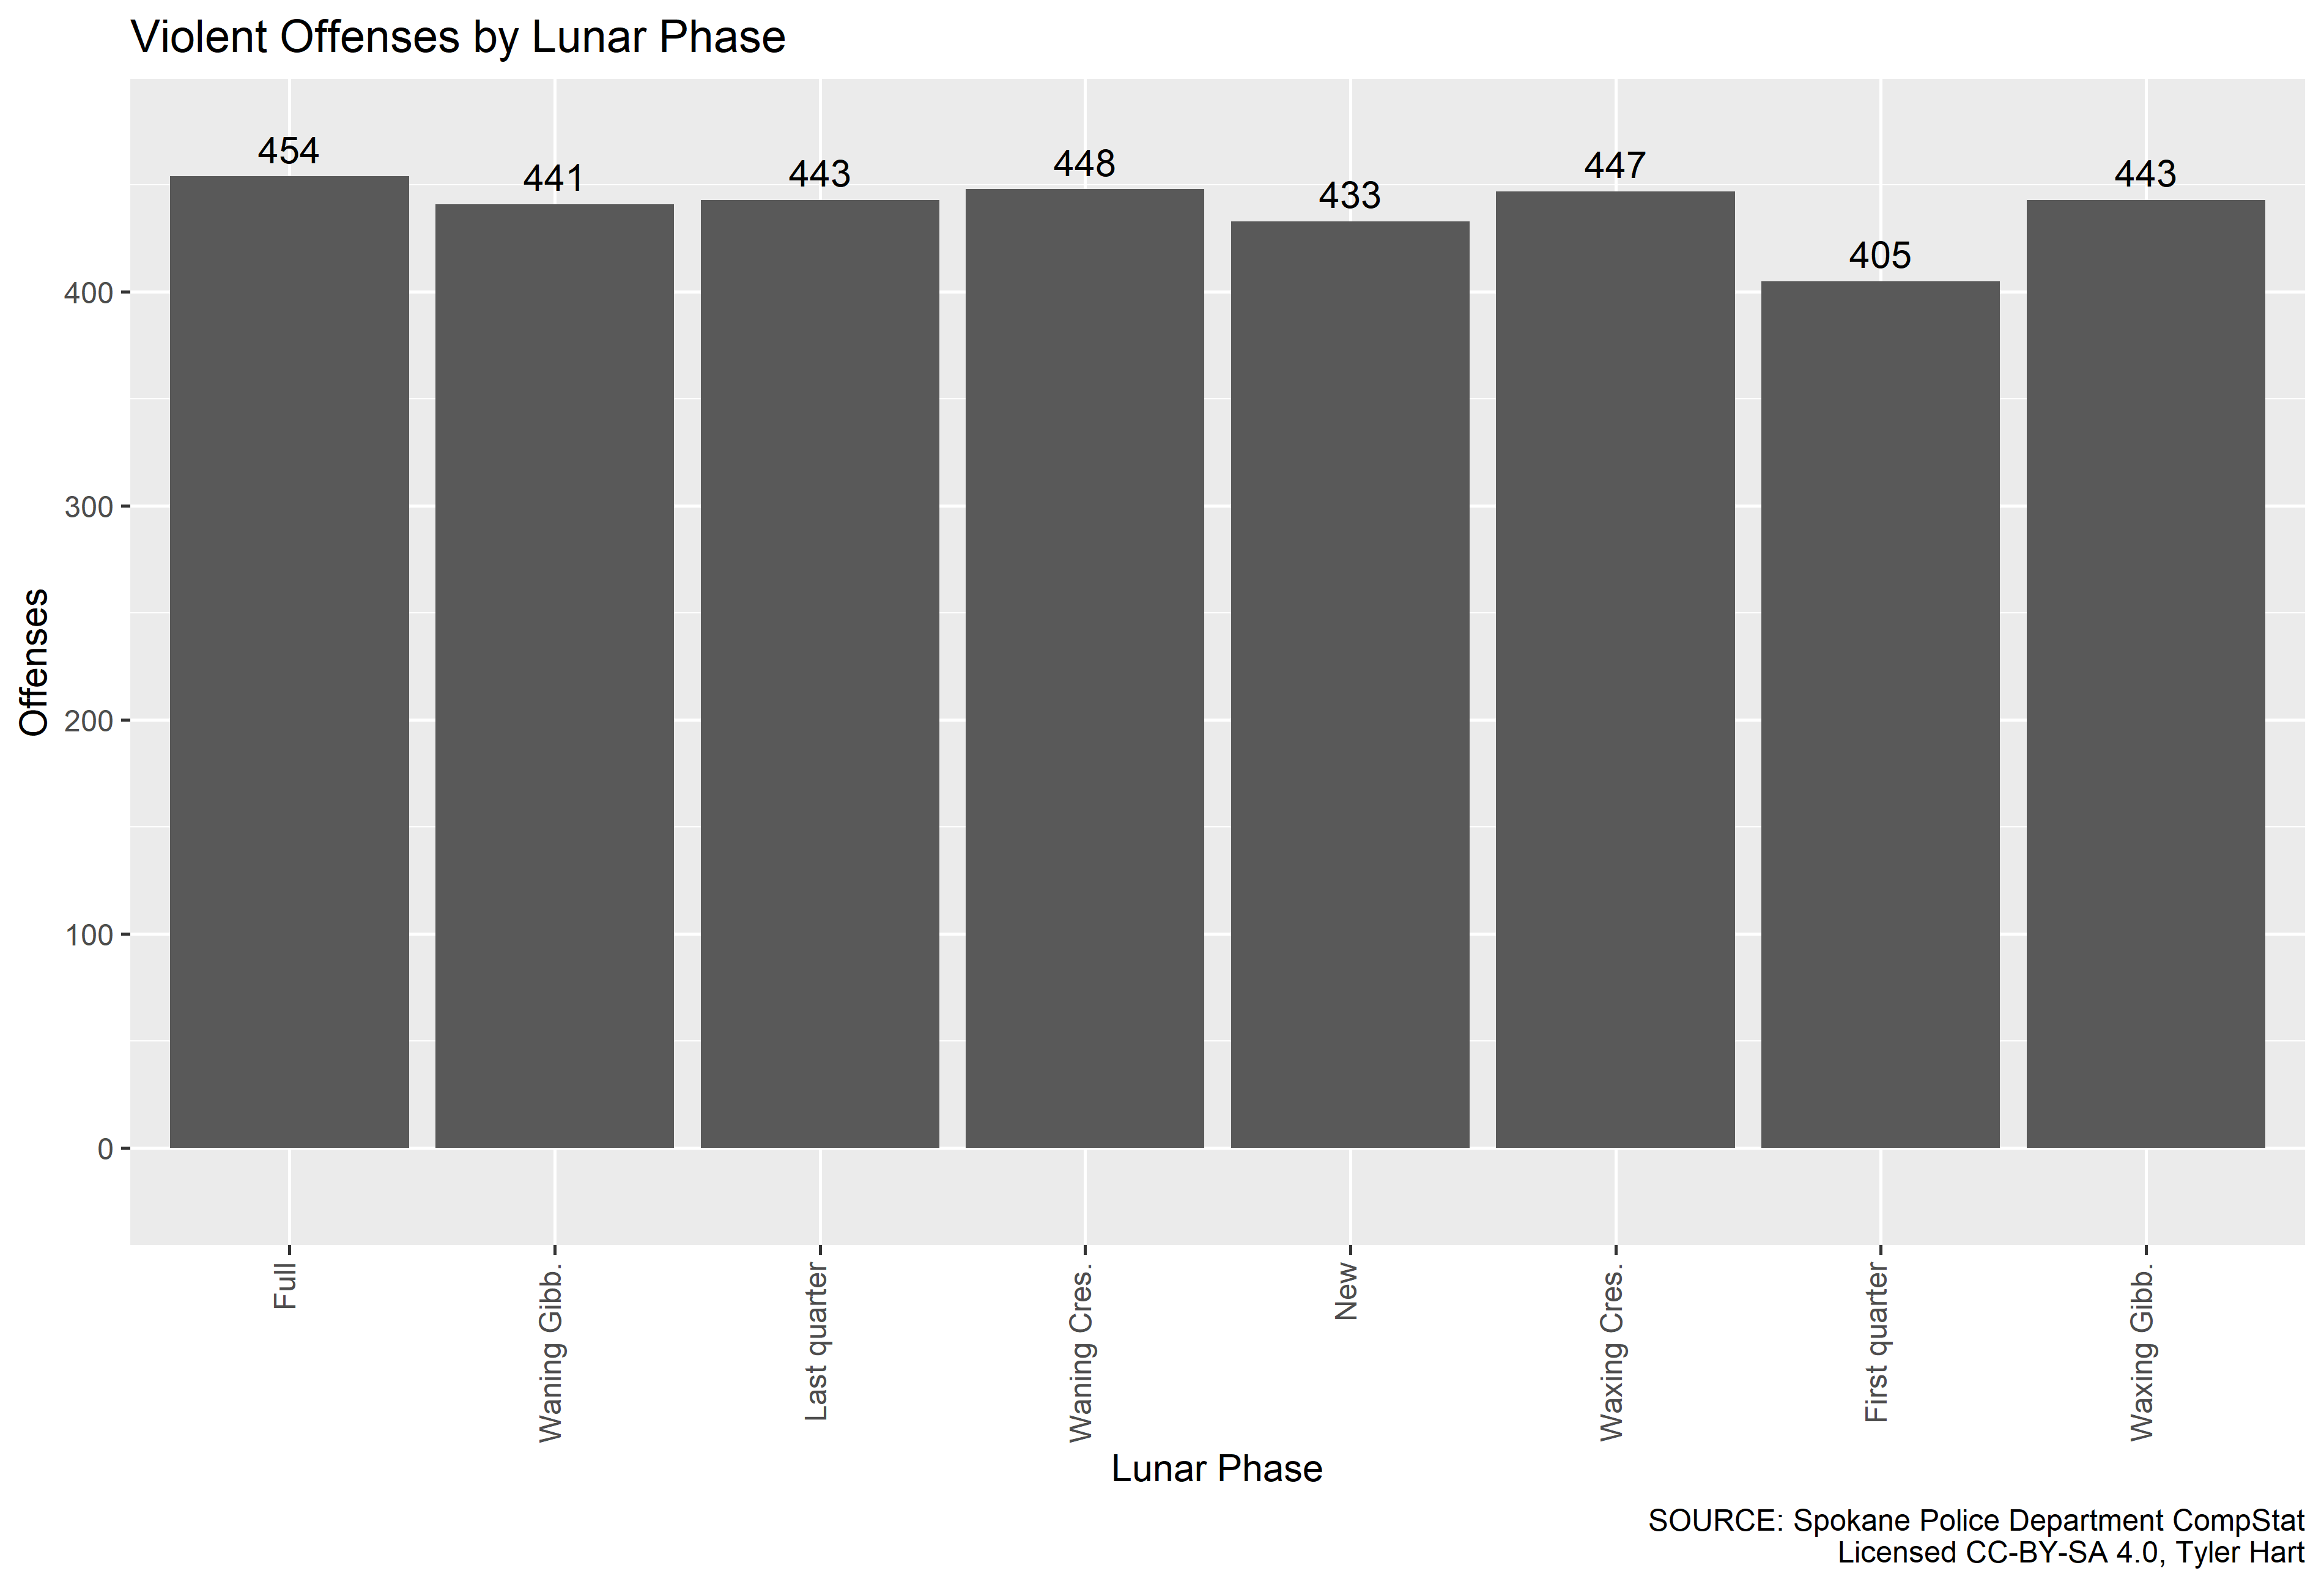 Violent Offenses by Lunar Phase
454
441
443
448
433
447
405
443
Offenses
400
300
200
100
0
Full
Waning Gibb.
Last quarter
Waning Cres.
New
Waxing Cres.
First quarter
Waxing Gibb.
Lunar Phase
SOURCE: Spokane Police Department CompStat
Licensed CC-BY-SA 4.0, Tyler Hart